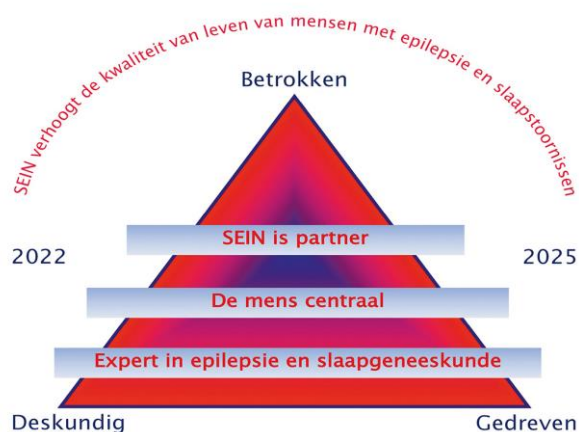 SEIN verhoogt de kwaliteit van leven van mensen met epilepsie en slaapstoornissen
Betrokken
SEIN is partner
2022
2025
De mens centraal
Expert in epilepsie en slaapgeneeskunde
Deskundig
Gedreven